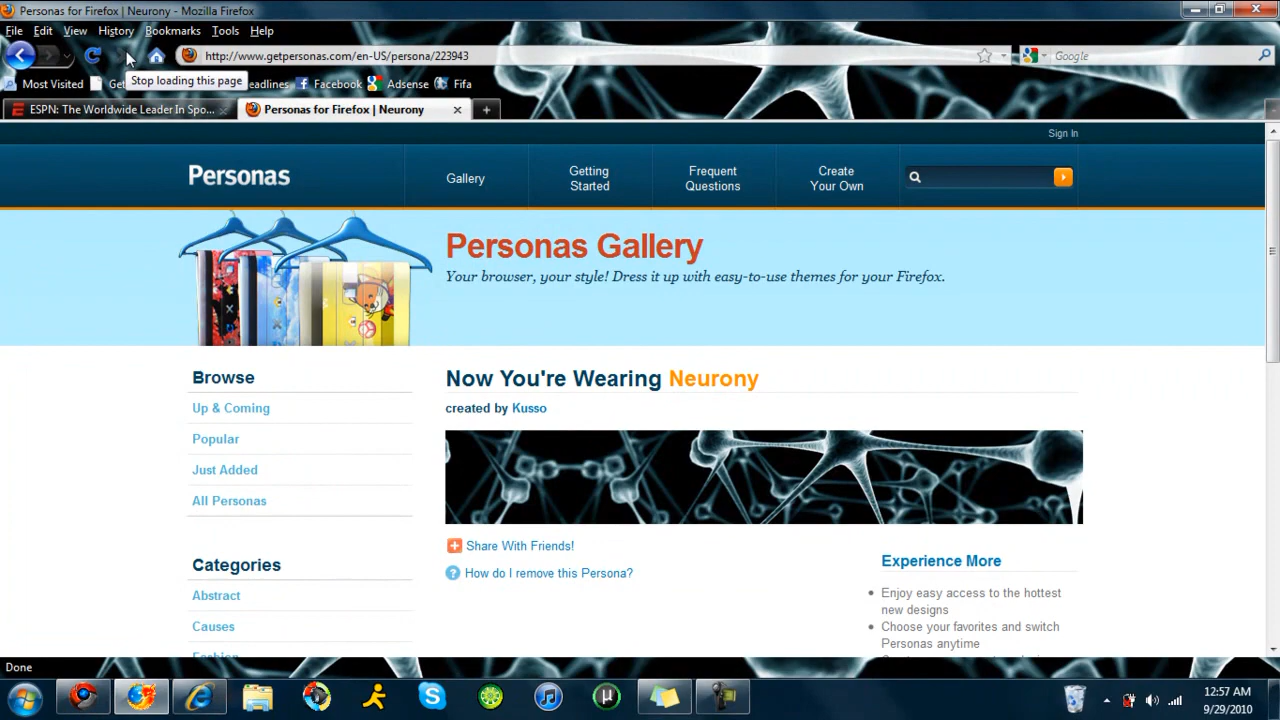 Personas for Firefox | Neurony - Mozilla Firefox
File Edit View History Bookmarks Tools Help
http://www.getpersonas.com/en-US/persona/223943
Google
Stop loading this page
Most Visited Get eadlines Facebook Adsense Fifa
ESPN: The Worldwide Leader In Spo... Personas for Firefox | Neurony
Sign In
Personas
Gallery
Getting Started
Frequent Questions
Create Your Own
Personas Gallery
Your browser, your style! Dress it up with easy-to-use themes for your Firefox.
Browse
Up & Coming
Popular
Just Added
All Personas
Categories
Abstract
Causes
Fashion
Now You're Wearing Neurony
created by Kusso
Share With Friends!
How do I remove this Persona?
Experience More
Enjoy easy access to the hottest
new designs
Choose your favorites and switch
Personas anytime
Done
12:57 AM
9/29/2010